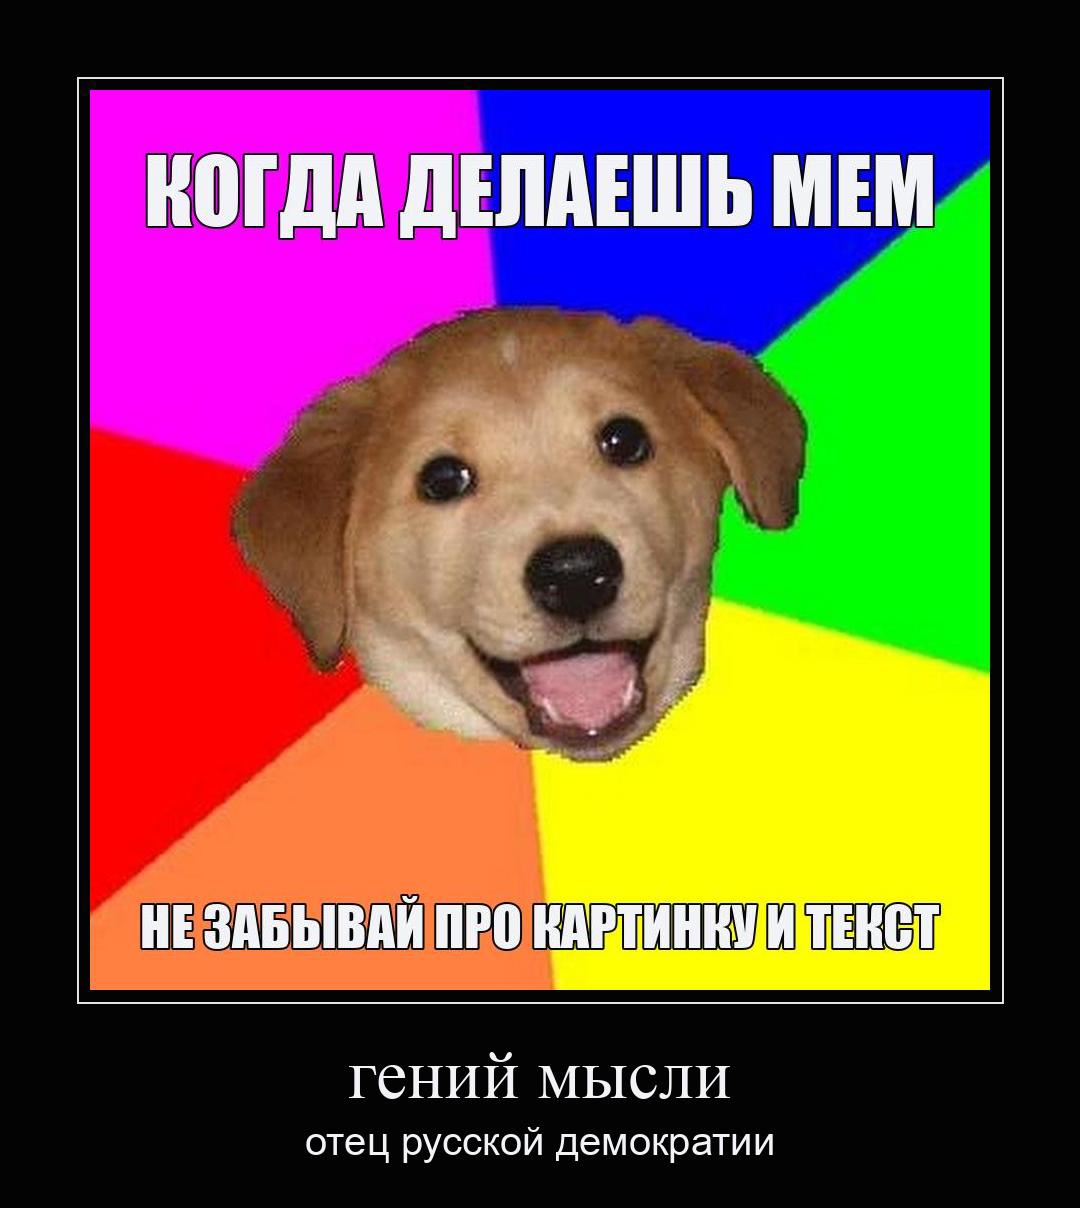 КОГДА ДЕЛАЕШЬ МЕМ
НЕ ЗАБЫВАЙ ПРО КАРТИНКУ И ТЕКСТ
гений мысли
отец русской демократии